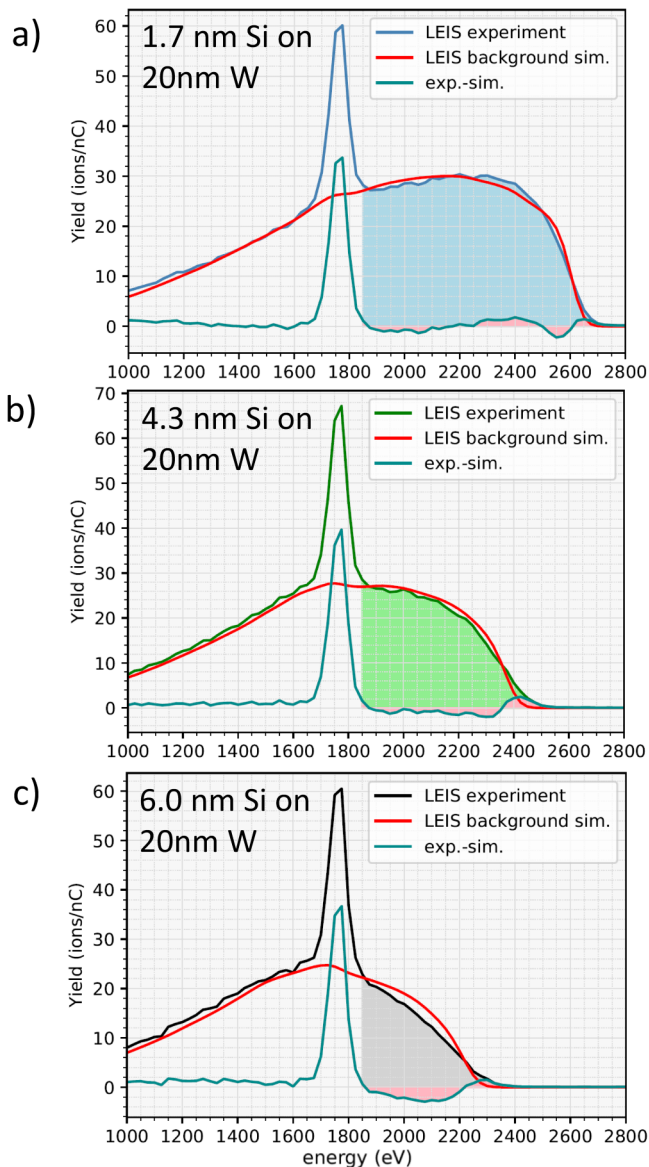 a)
1.7 nm Si on
20nm W
LEIS experiment
LEIS background sim.
exp.-sim.
Yield (ions/nC)
60
50
40
30
20
10
0
1000 1200 1400 1600 1800 2000 2200 2400 2600 2800
b)
4.3 nm Si on
20nm W
LEIS experiment
LEIS background sim.
exp.-sim.
Yield (ions/nC)
70
60
50
40
30
20
10
0
1000 1200 1400 1600 1800 2000 2200 2400 2600 2800
c)
6.0 nm Si on
20nm W
LEIS experiment
LEIS background sim.
exp.-sim.
Yield (ions/nC)
60
50
40
30
20
10
0
1000 1200 1400 1600 1800 2000 2200 2400 2600 2800
energy (eV)